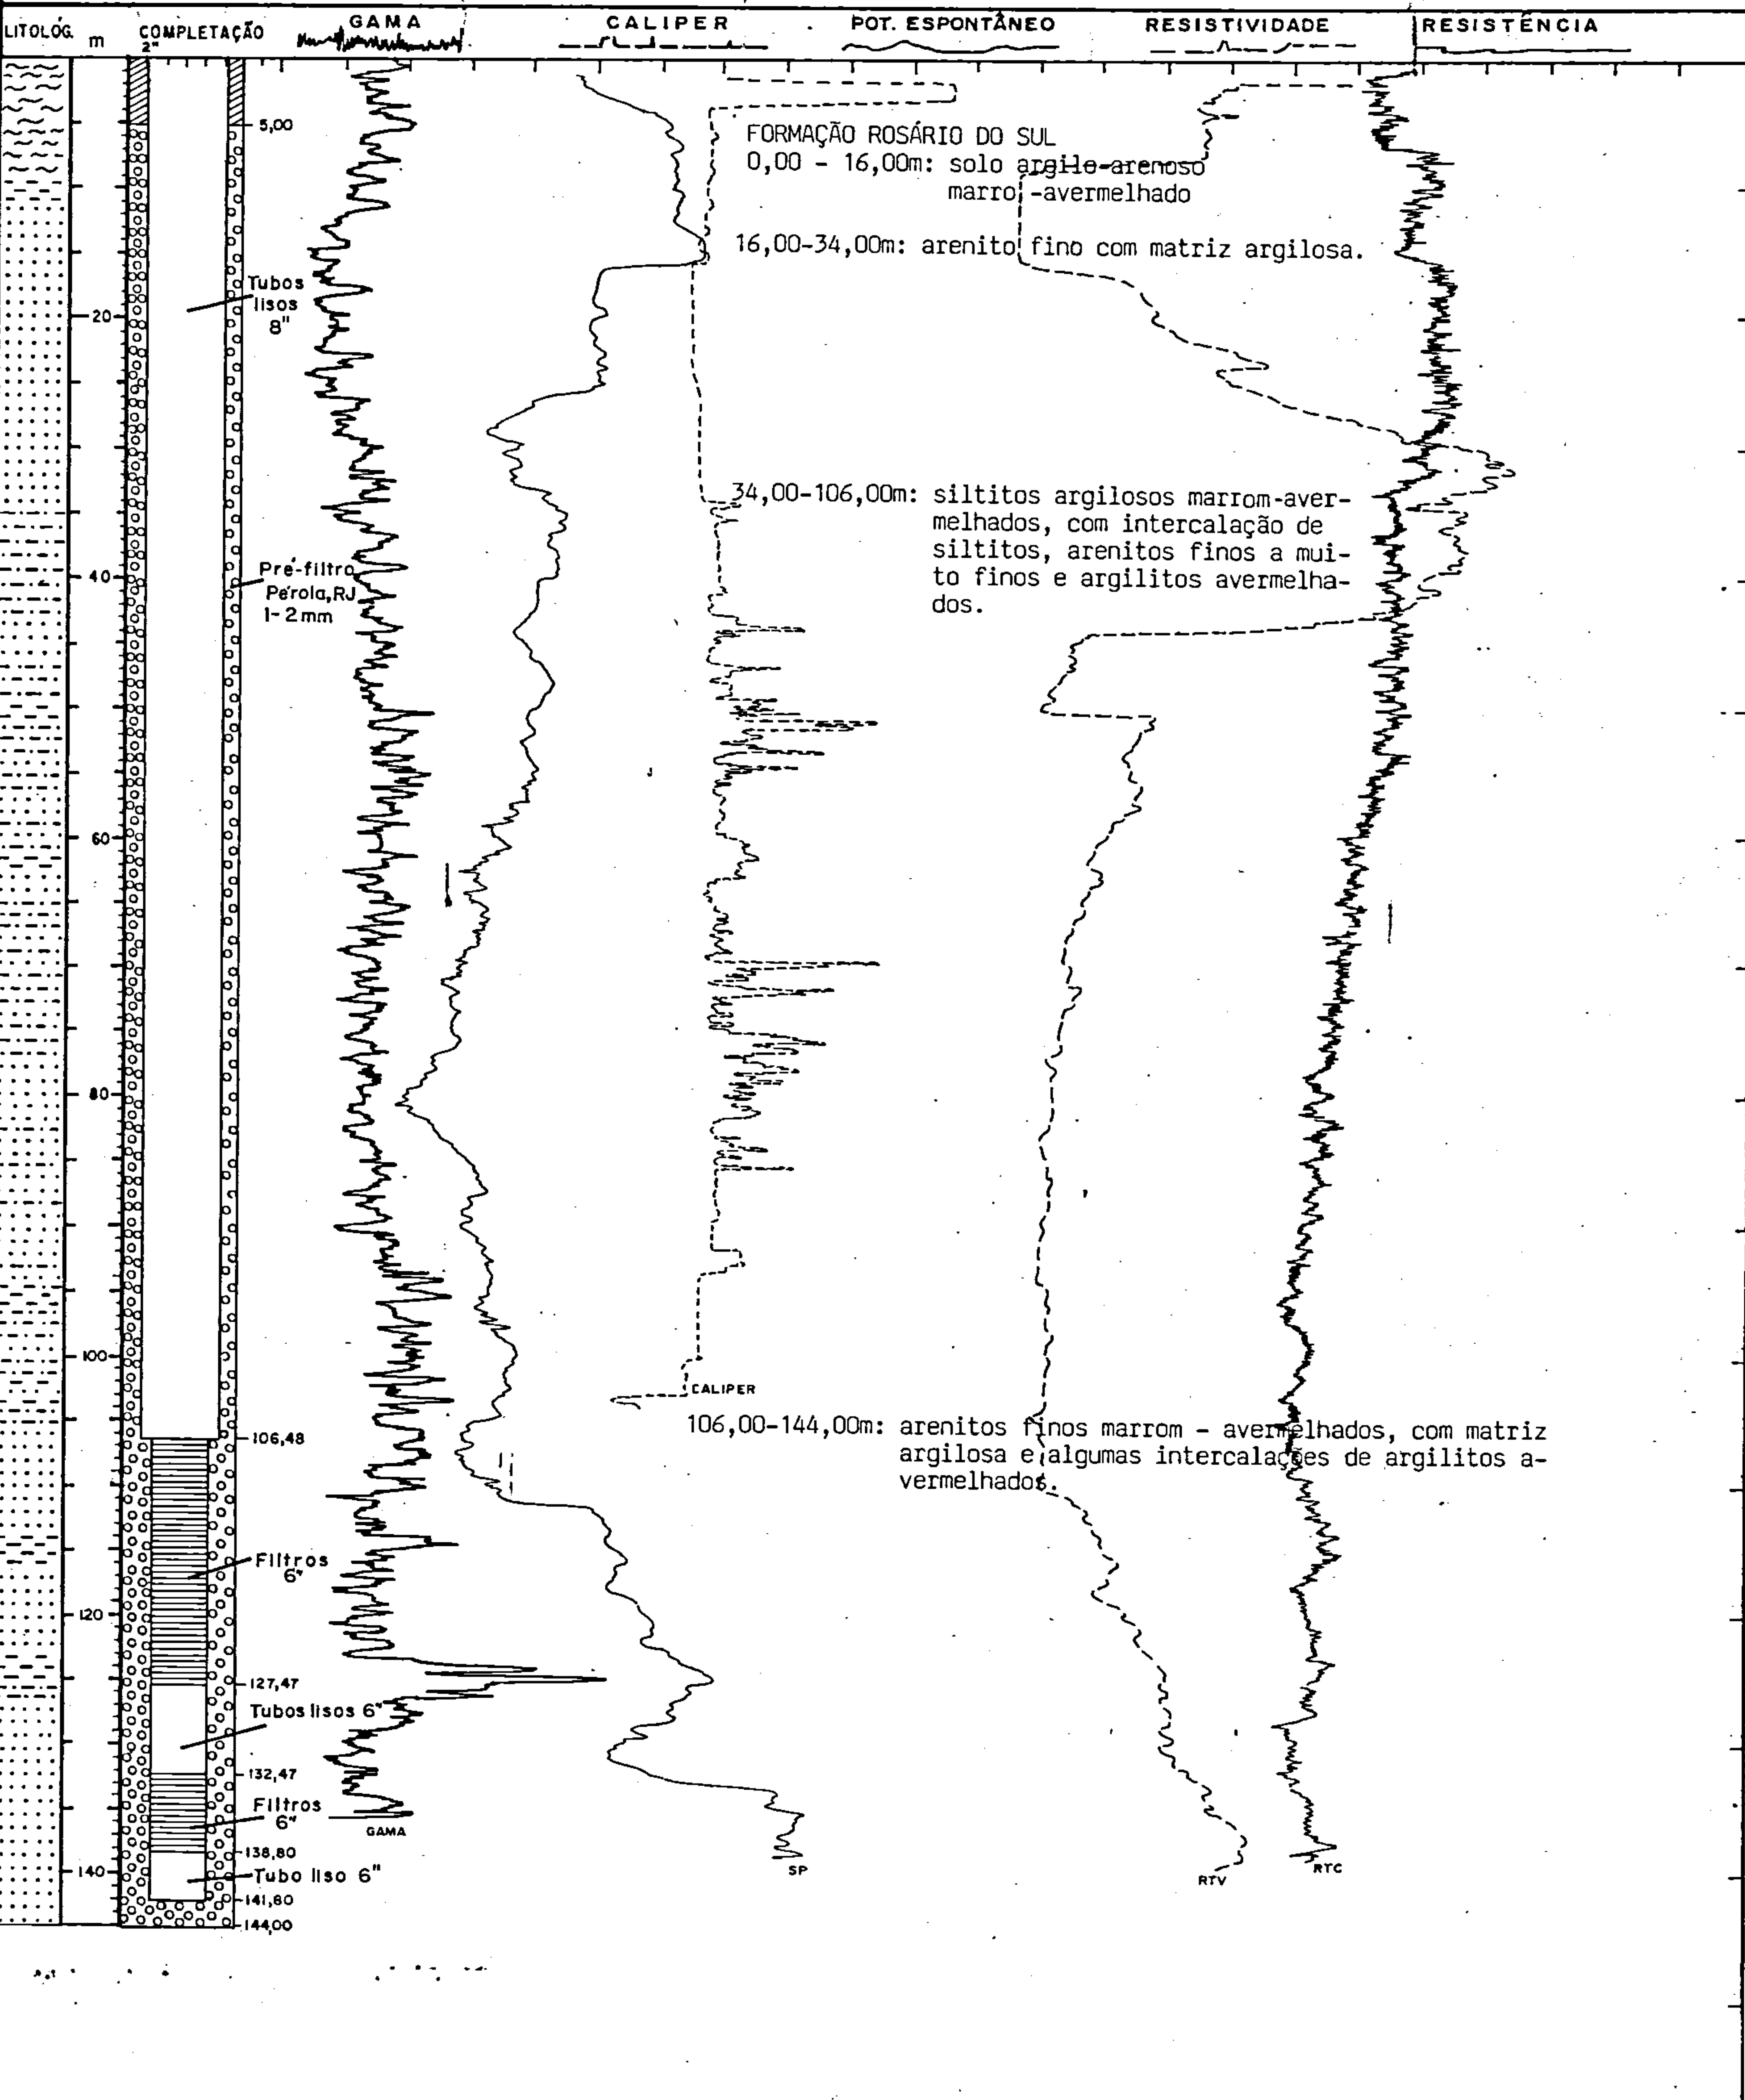 LITOLÓG. m COMPLETAÇÃO GAMA CALIPER POT. ESPONTÂNEO RESISTIVIDADE RESISTÊNCIA
2"
5,00
FORMAÇÃO ROSÁRIO DO SUL
0,00 - 16,00m: solo argilo-arenoso
marrom-avermelhado
16,00-34,00m: arenito fino com matriz argilosa.
Tubos
lisos
8"
20
34,00-106,00m: siltitos argilosos marrom-aver-
melhados, com intercalação de
siltitos, arenitos finos a mui-
to finos e argilitos avermelha-
dos.
Pré-filtro
Pérola,RJ
1-2mm
40
60
80
100
CALIPER
106,00-144,00m: arenitos finos marrom - avermelhados, com matriz
argilosa e algumas intercalações de argilitos a-
vermelhados.
106,48
Filtros
6"
120
127,47
Tubos lisos 6"
132,47
Filtros
6"
GAMA
138,80
140
Tubo liso 6"
SP
RTV
RTC
141,80
144,00